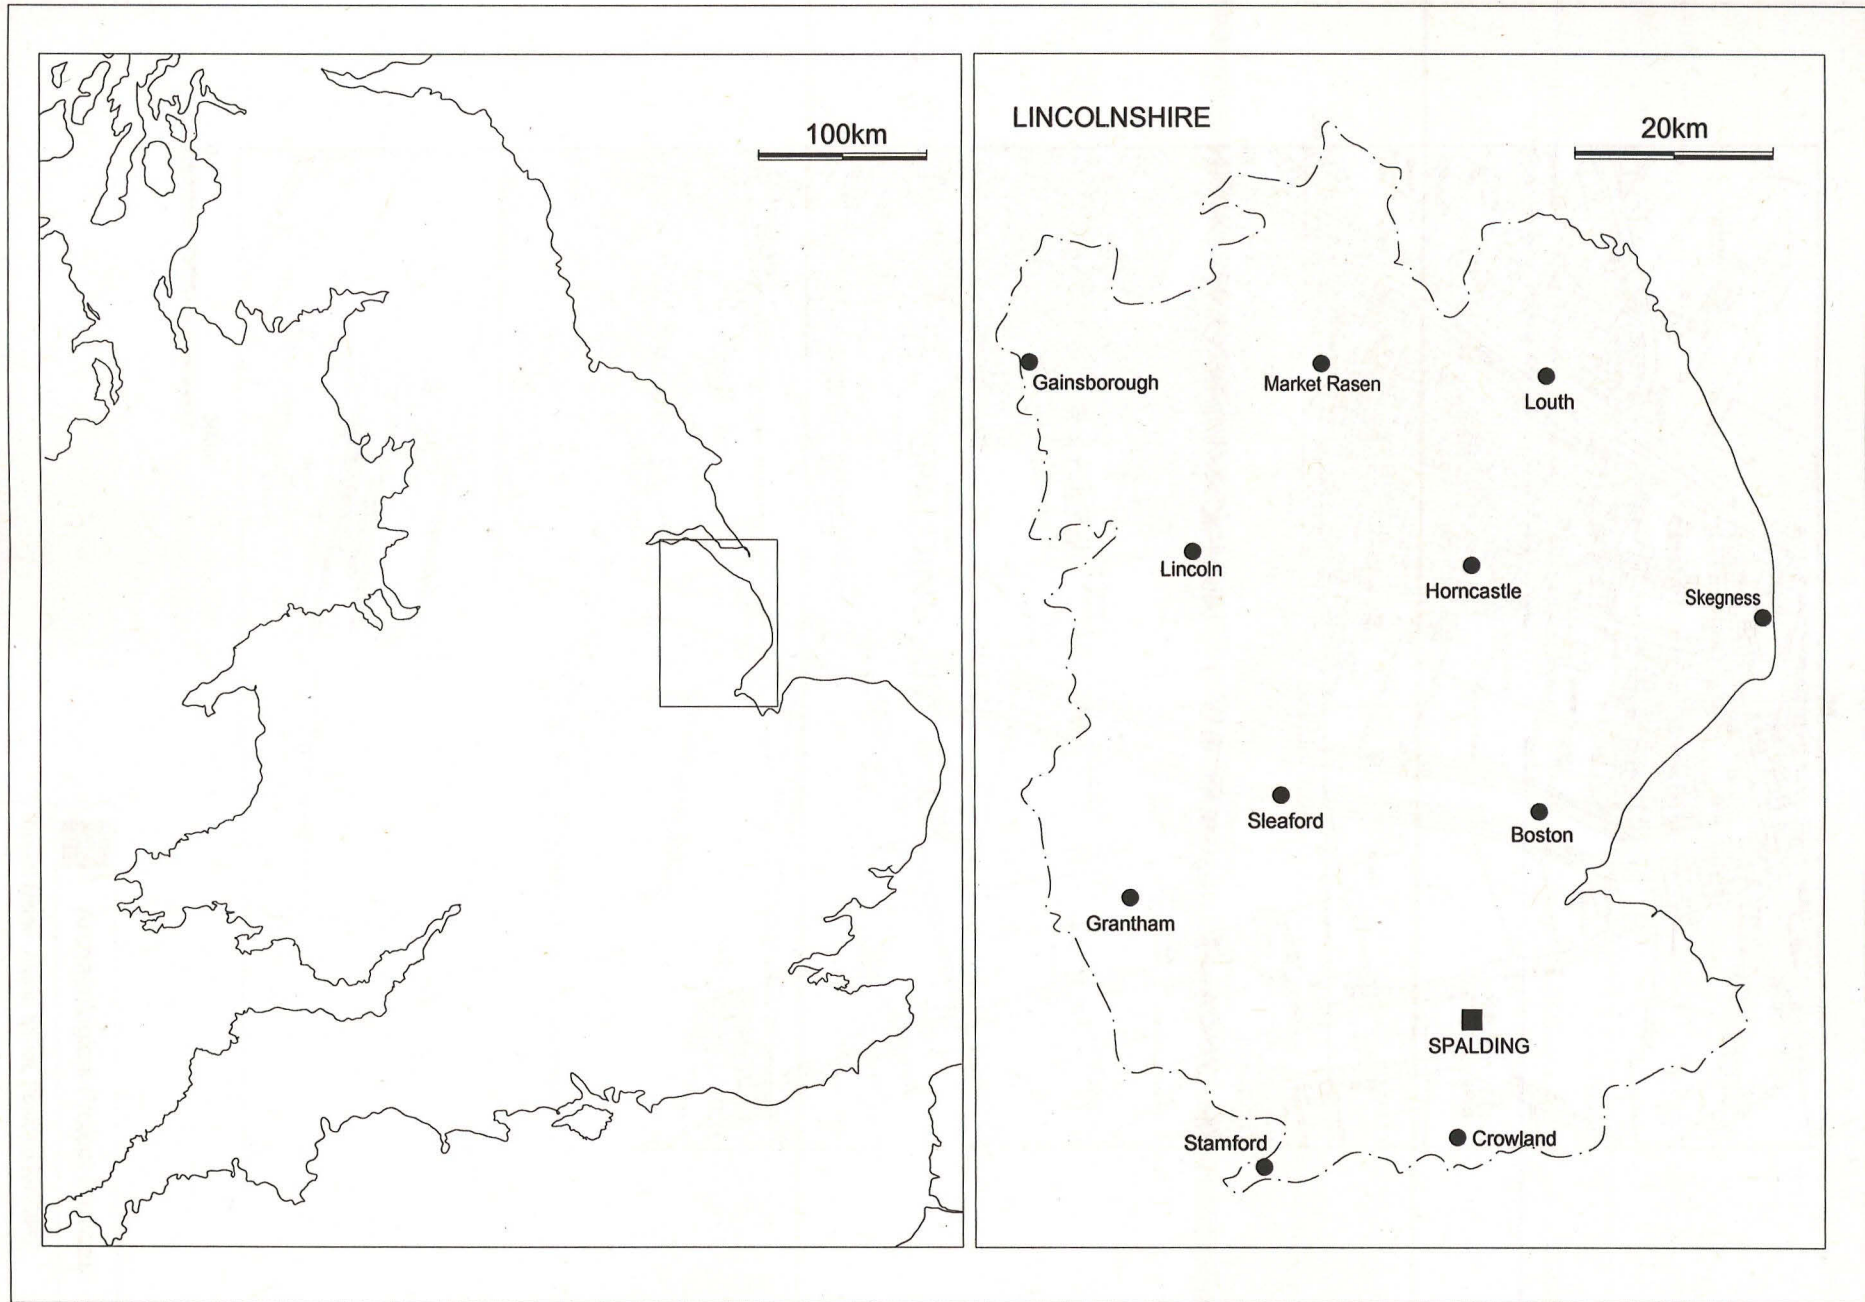 100km
LINCOLNSHIRE
20km
Gainsborough
Market Rasen
Louth
Lincoln
Horncastle
Skegness
Sleaford
Boston
Grantham
SPALDING
Stamford
Crowland